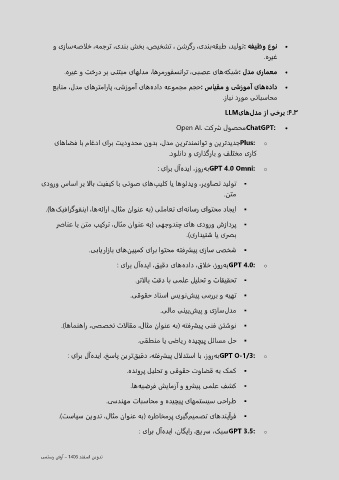 • نوع وظیفه :تولید، طبقه‌بندی، رگرشن ، تشخیص، بخش بندی، ترجمه، خلاصه‌سازی و
غیره.
• معماری مدل :شبکه‌های عصبی، ترانسفورمرها، مدلهای مبتنی بر درخت و غیره.
• داده‌های آموزشی و مقیاس :حجم مجموعه داده‌های آموزشی، پارامترهای مدل، منابع
محاسباتی مورد نیاز.
۴.۳: برخی از مدل‌هایLLM
• ChatGPT:محصول شرکت Open AI.
o Plus:جدیدترین و توانمندترین مدل، بدون محدودیت برای ادغام با فضاهای
کاری مختلف و بارگذاری و دانلود.
o GPT 4.0 Omni:به‌روز، ایده‌آل برای :
▪ تولید تصاویر، ویدئوها یا کلیپ‌های صوتی با کیفیت بالا بر اساس ورودی
متن.
▪ ایجاد محتوای رسانه‌ای تعاملی (به عنوان مثال، ارائه‌ها، اینفوگرافیک‌ها).
▪ پردازش ورودی های چندوجهی (به عنوان مثال، ترکیب متن با عناصر
بصری یا شنیداری).
▪ شخصی سازی پیشرفته محتوا برای کمپین‌های بازاریابی.
o GPT 4.0:به‌روز، خلاق، داده‌های دقیق، ایده‌آل برای :
▪ تحقیقات و تحلیل علمی با دقت بالاتر.
▪ تهیه و بررسی پیش‌نویس اسناد حقوقی.
▪ مدل‌سازی و پیش‌بینی مالی.
▪ نوشتن فنی پیشرفته (به عنوان مثال، مقالات تخصصی، راهنماها).
▪ حل مسائل پیچیده ریاضی یا منطقی.
o GPT O-1/3:به‌روز، با استدلال پیشرفته، دقیق‌ترین پاسخ، ایده‌آل برای :
▪ کمک به قضاوت حقوقی و تحلیل پرونده.
▪ کشف علمی پیشرو و آزمایش فرضیه‌ها.
▪ طراحی سیستمهای پیچیده و محاسبات مهندسی.
▪ فرآیندهای تصمیم‌گیری پرمخاطره (به عنوان مثال، تدوین سیاست).
o GPT 3.5:سبک، سریع، رایگان، ایده‌آل برای :